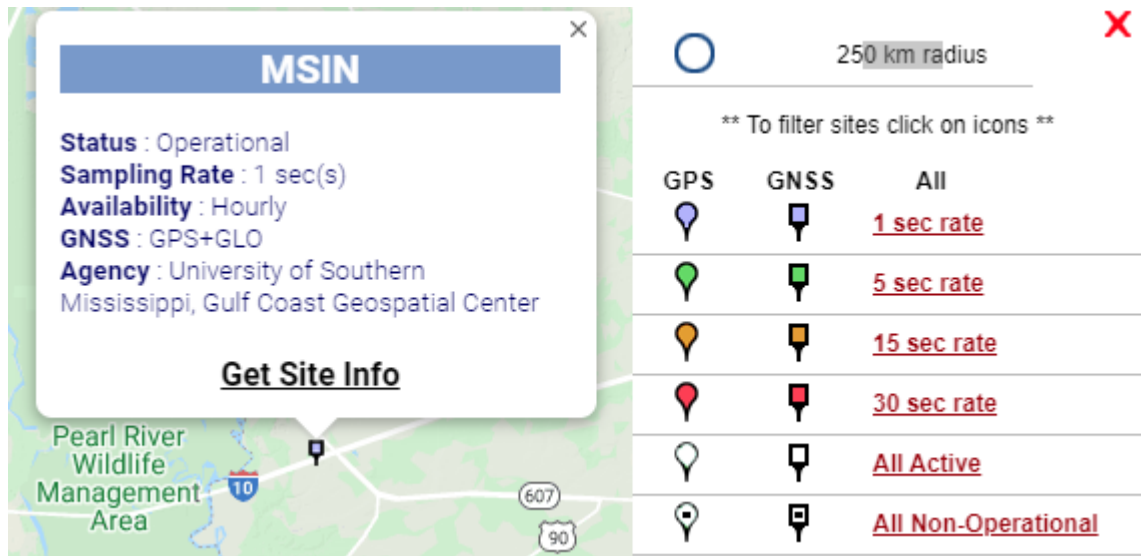 MSIN
Status : Operational
Sampling Rate : 1 sec(s)
Availability : Hourly
GNSS : GPS+GLO
Agency : University of Southern
Mississippi, Gulf Coast Geospatial Center
Get Site Info
Pearl River
Wildlife
Management
Area
10
607
90
X
250 km radius
** To filter sites click on icons **
GPS GNSS All
1 sec rate
5 sec rate
15 sec rate
30 sec rate
All Active
All Non-Operational